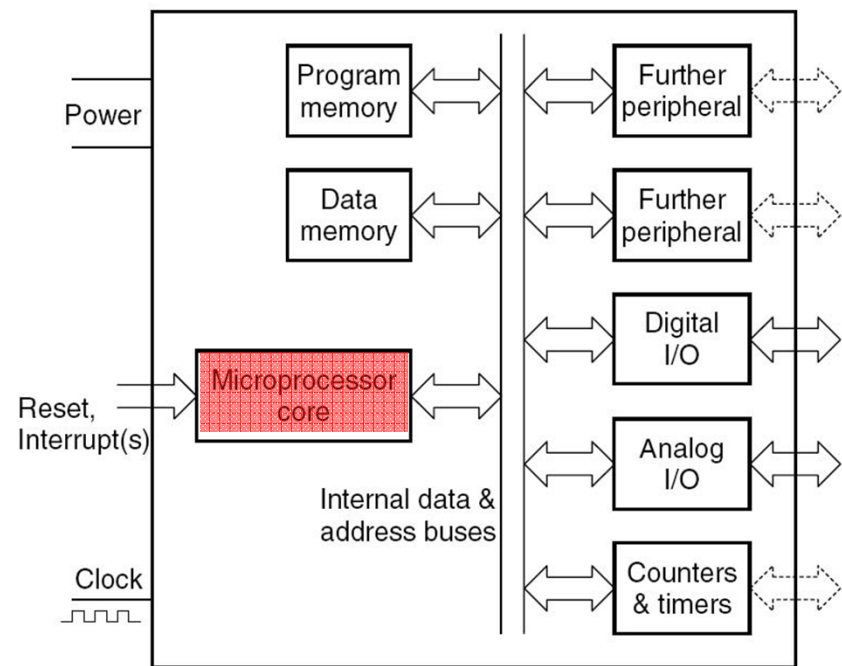 Program
memory
Further
peripheral
Power
Data
memory
Further
peripheral
Digital
I/O
Microprocessor
core
Reset,
Interrupt(s)
Analog
I/O
Internal data &
address buses
Clock
Counters
& timers